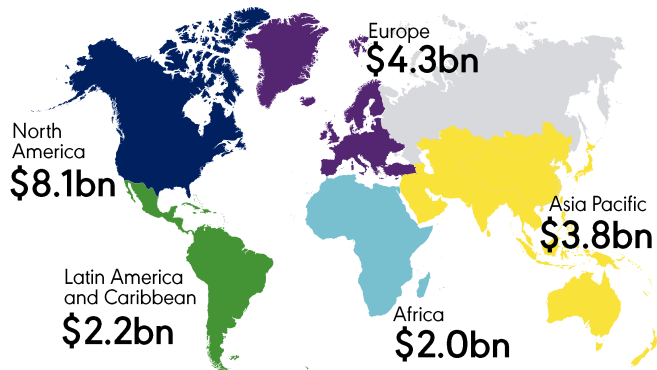 Europe
$4.3bn
North
America
$8.1bn
Asia Pacific
$3.8bn
Latin America
and Caribbean
$2.2bn
Africa
$2.0bn